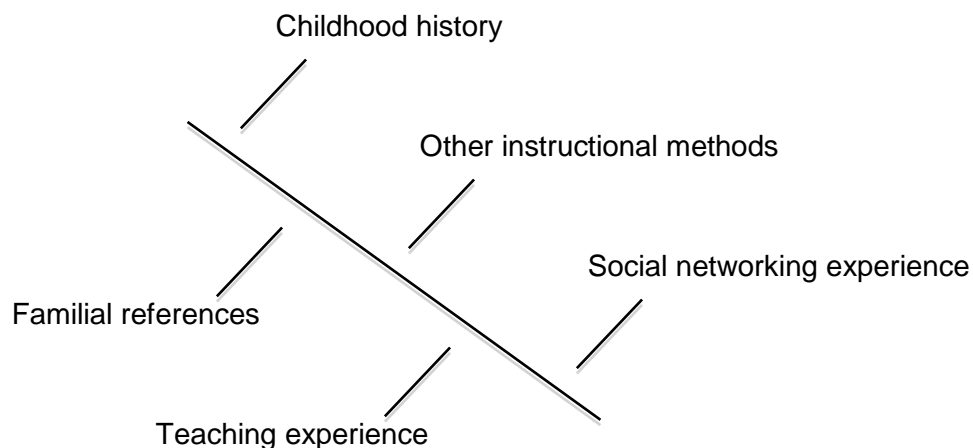 Childhood history
Other instructional methods
Social networking experience
Familial references
Teaching experience